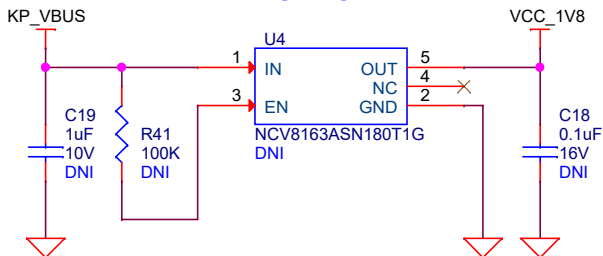 KP_VBUS
VCC_1V8
U4
1
IN
OUT
5
NC
4
3
EN
GND
2
NCV8163ASN180T1G
DNI
C19
1uF
10V
DNI
R41
100K
DNI
C18
0.1uF
16V
DNI